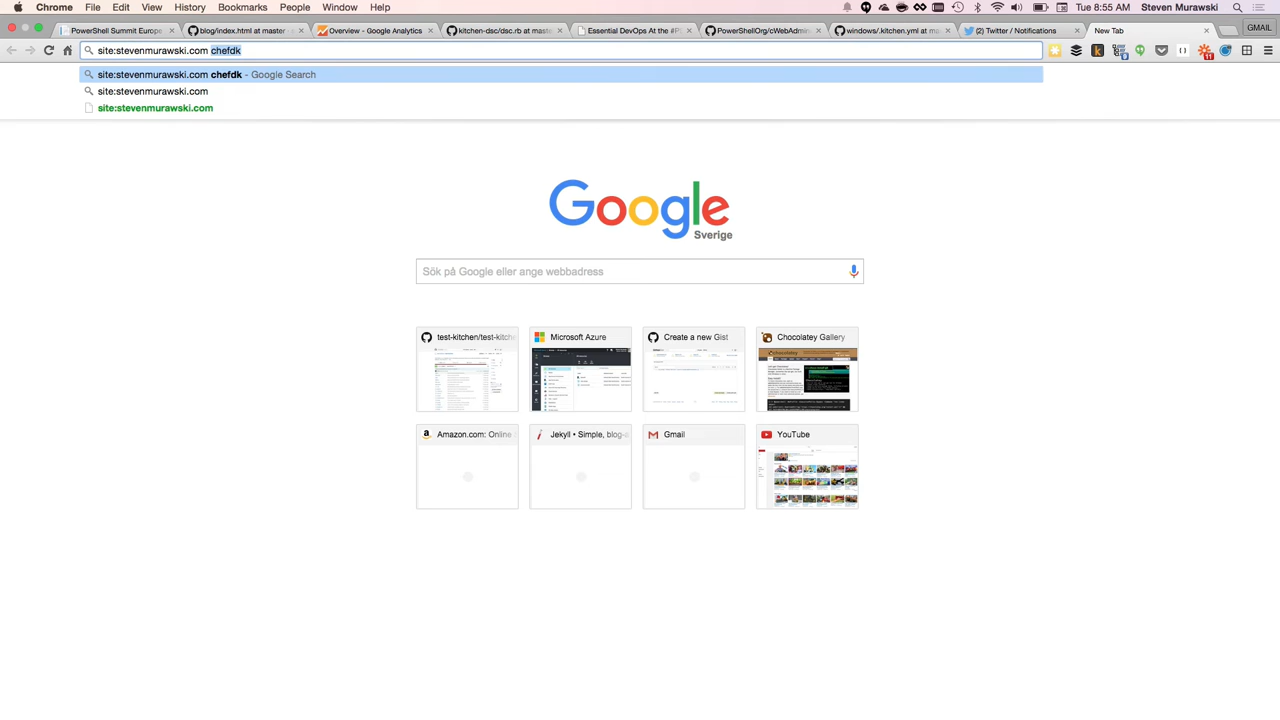 Chrome File Edit View History Bookmarks People Window Help Tue 8:55 AM Steven Murawski
PowerShell Summit Europe blog/index.html at master Overview - Google Analytics kitchen-dsc/dsc.rb at maste Essential DevOps At the #PS PowerShellOrg/cWebAdmin windows/.kitchen.yml at ma (2) Twitter / Notifications New Tab GMAIL
site:stevenmurawski.com chefdk
site:stevenmurawski.com chefdk - Google Search
site:stevenmurawski.com
site:stevenmurawski.com
Google
Sverige
Sök på Google eller ange webbadress
test-kitchen/test-kitche Microsoft Azure Create a new Gist Chocolatey Gallery
Amazon.com: Online Jekyll • Simple, blog-a Gmail YouTube